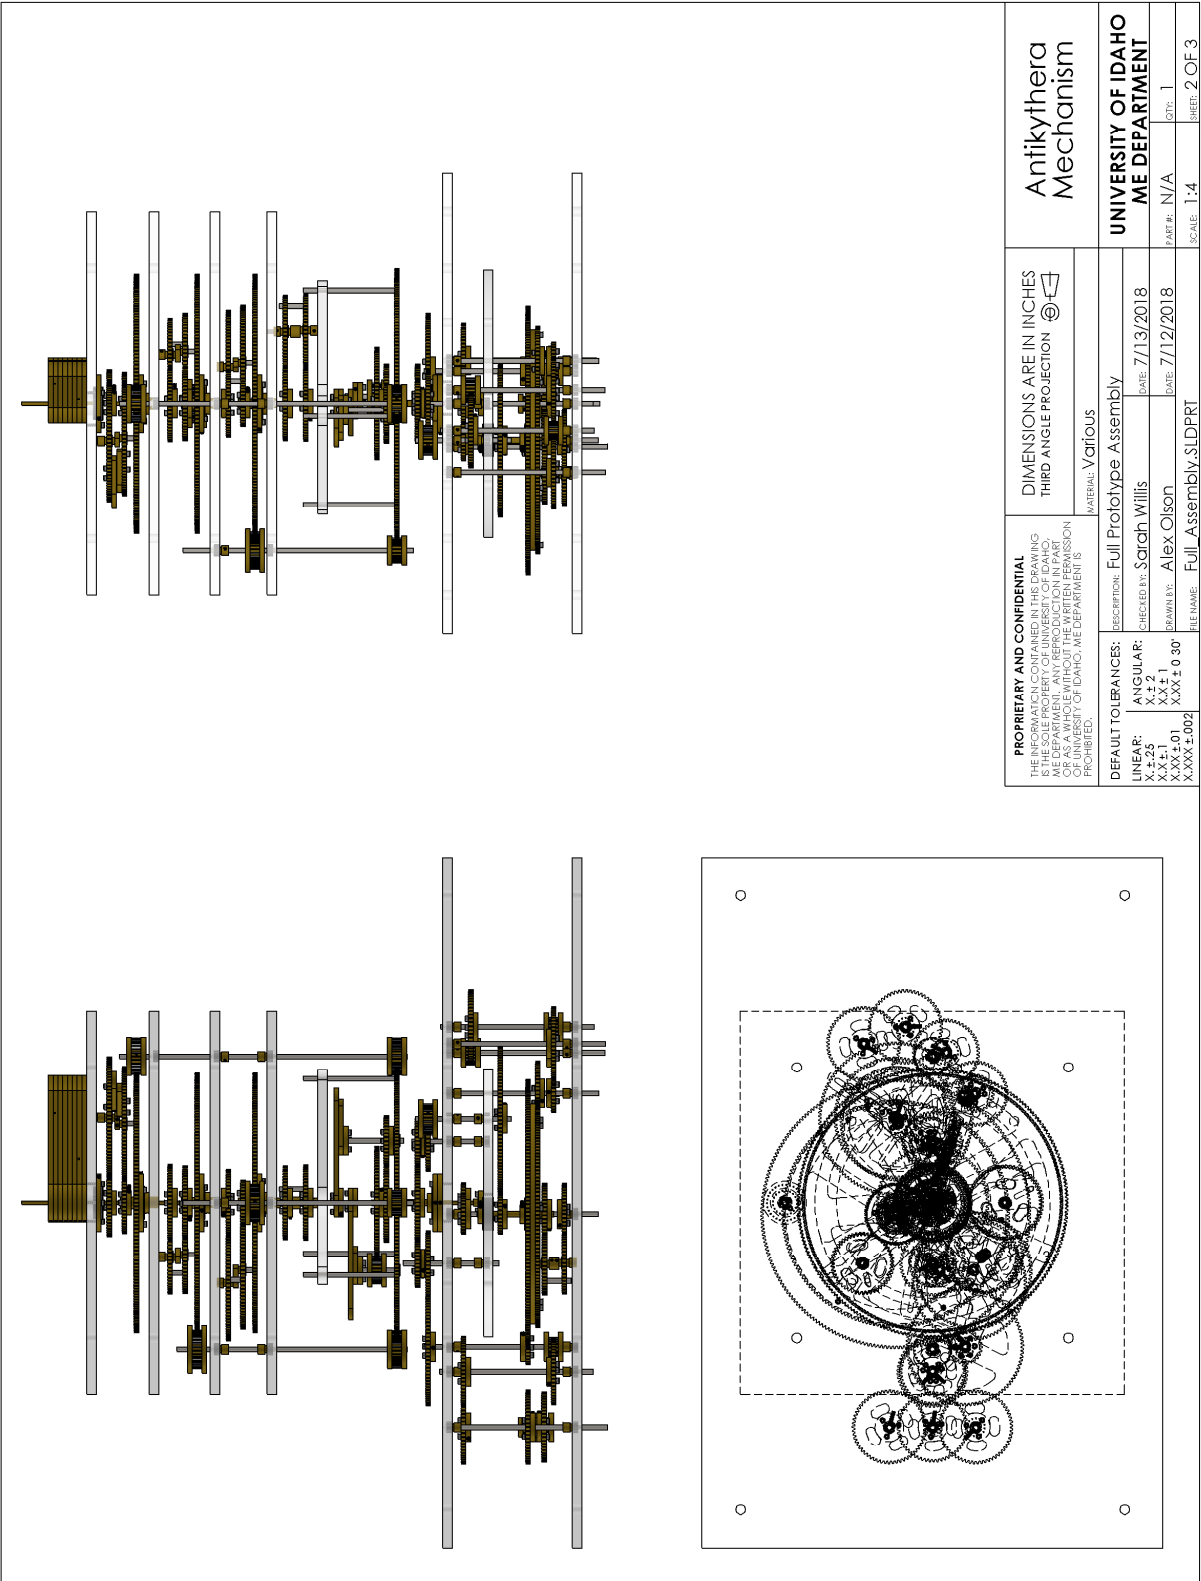 PROPRIETARY AND CONFIDENTIAL
THE INFORMATION CONTAINED IN THIS DRAWING
IS THE SOLE PROPERTY OF UNIVERSITY OF IDAHO,
ME DEPARTMENT. ANY REPRODUCTION IN PART
OR AS A WHOLE WITHOUT THE WRITTEN PERMISSION
OF UNIVERSITY OF IDAHO, ME DEPARTMENT IS
PROHIBITED.
DIMENSIONS ARE IN INCHES
THIRD ANGLE PROJECTION
MATERIAL: Various
Antikythera
Mechanism
DEFAULT TOLERANCES:
LINEAR:
X. ±.25
X.X ±.1
X.XX ±.01
X.XXX ±.002
ANGULAR:
X.± 2
X.X ± 1
X.XX ± 0 30'
DESCRIPTION: Full Prototype Assembly
CHECKED BY: Sarah Willis
DATE: 7/13/2018
DRAWN BY: Alex Olson
DATE: 7/12/2018
FILE NAME: Full_Assembly.SLDPRT
UNIVERSITY OF IDAHO
ME DEPARTMENT
PART #: N/A
QTY: 1
SCALE: 1:4
SHEET: 2 OF 3